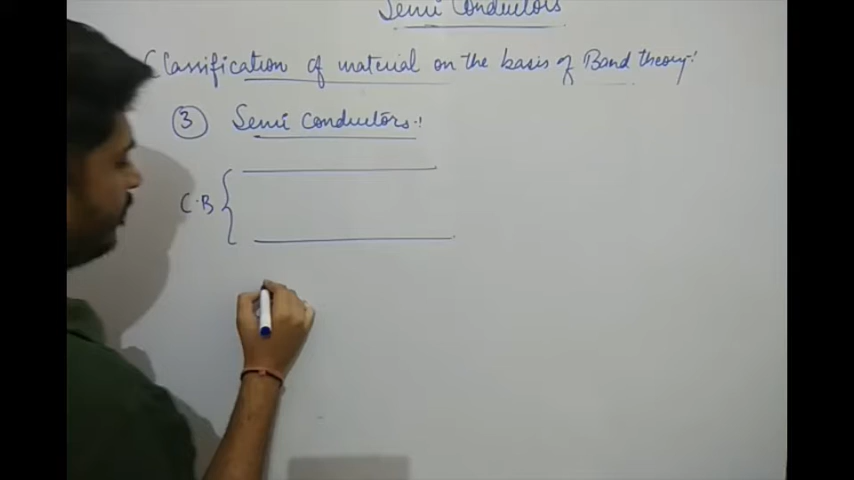 Semi Conductors
Classification of material on the basis of Band theory:
③ Semi Conductors:
C.B